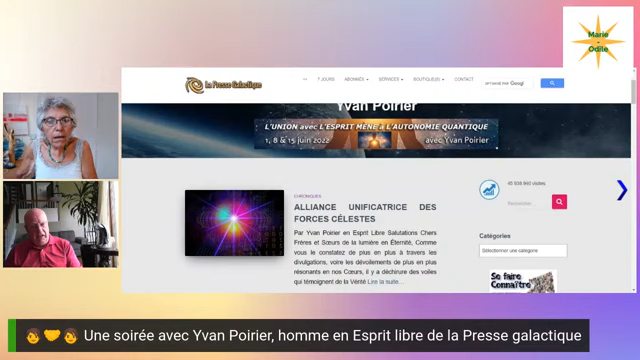 Marie
-
Odile
La Presse Galactique
7 JOURS
ABONNÉS
SERVICES
BOUTIQUE(S)
CONTACT
Yvan Poirier
L'UNION avec L'ESPRIT MÈNE à L'AUTONOMIE QUANTIQUE
1, 8 & 15 juin 2022
avec Yvan Poirier
CHRONIQUES
ALLIANCE UNIFICATRICE DES
FORCES CÉLESTES
Par Yvan Poirier en Esprit Libre Salutations Chers
Frères et Sœurs de la lumière en Éternité, Comme
vous le constatez de plus en plus à travers les
divulgations, voire les dévoilements de plus en plus
résonants en nos Cœurs, il y a déchirure des voiles
qui témoignent de la Vérité Lire la suite...
visites
Rechercher...
Catégories
Sélectionner une catégorie
Se faire
Connaître
Une soirée avec Yvan Poirier, homme en Esprit libre de la Presse galactique